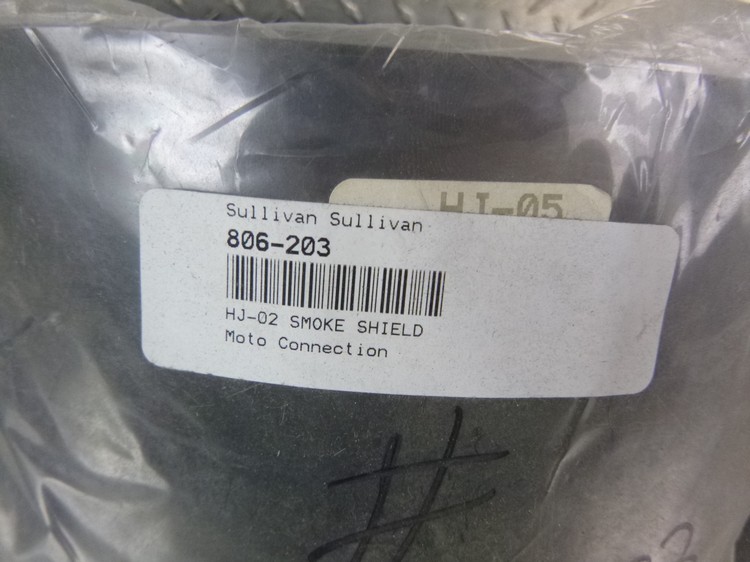 HJ-05
Sullivan Sullivan
806-203
HJ-02 SMOKE SHIELD
Moto Connection
#